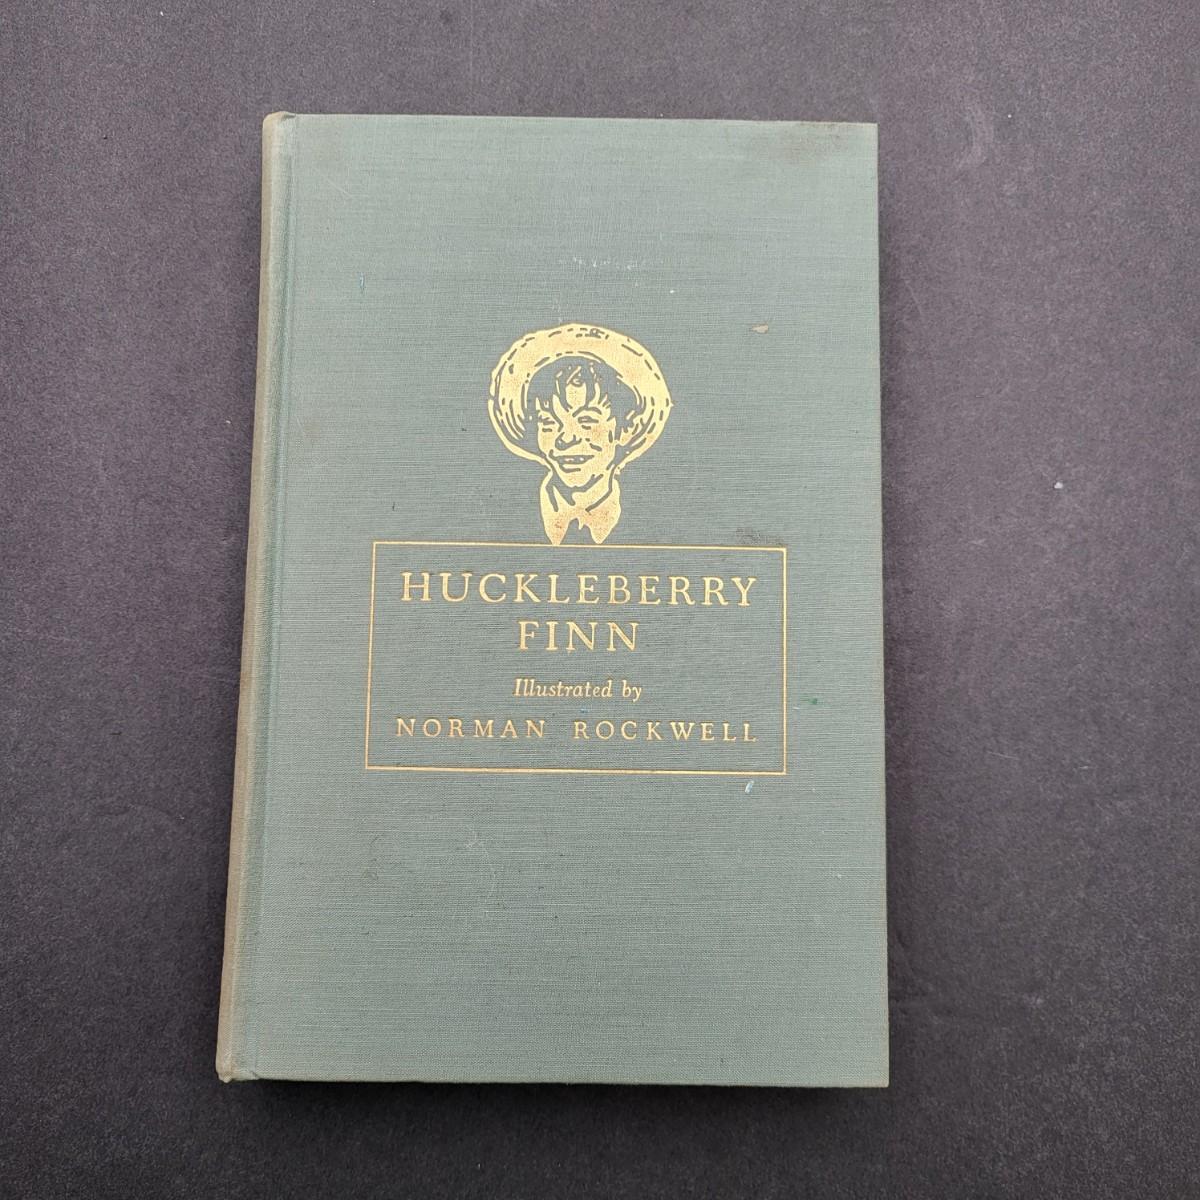 HUCKLEBERRY
FINN
Illustrated by
NORMAN ROCKWELL